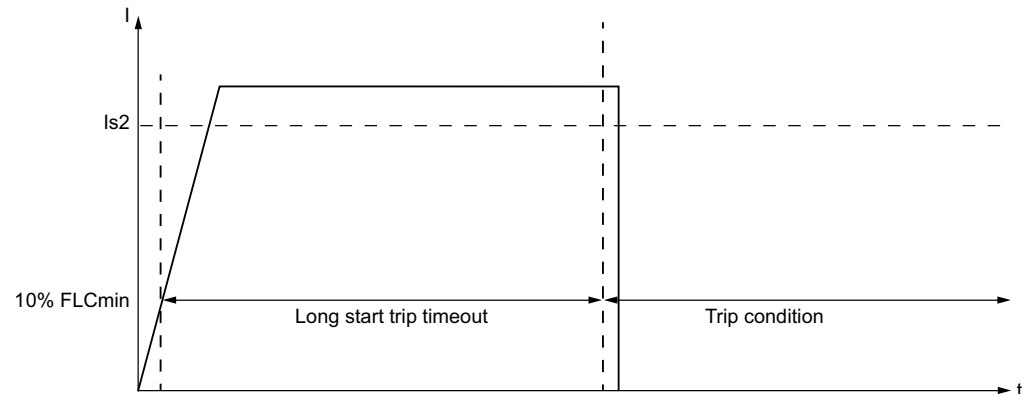 I
Is2
10% FLCmin
Long start trip timeout
Trip condition
t